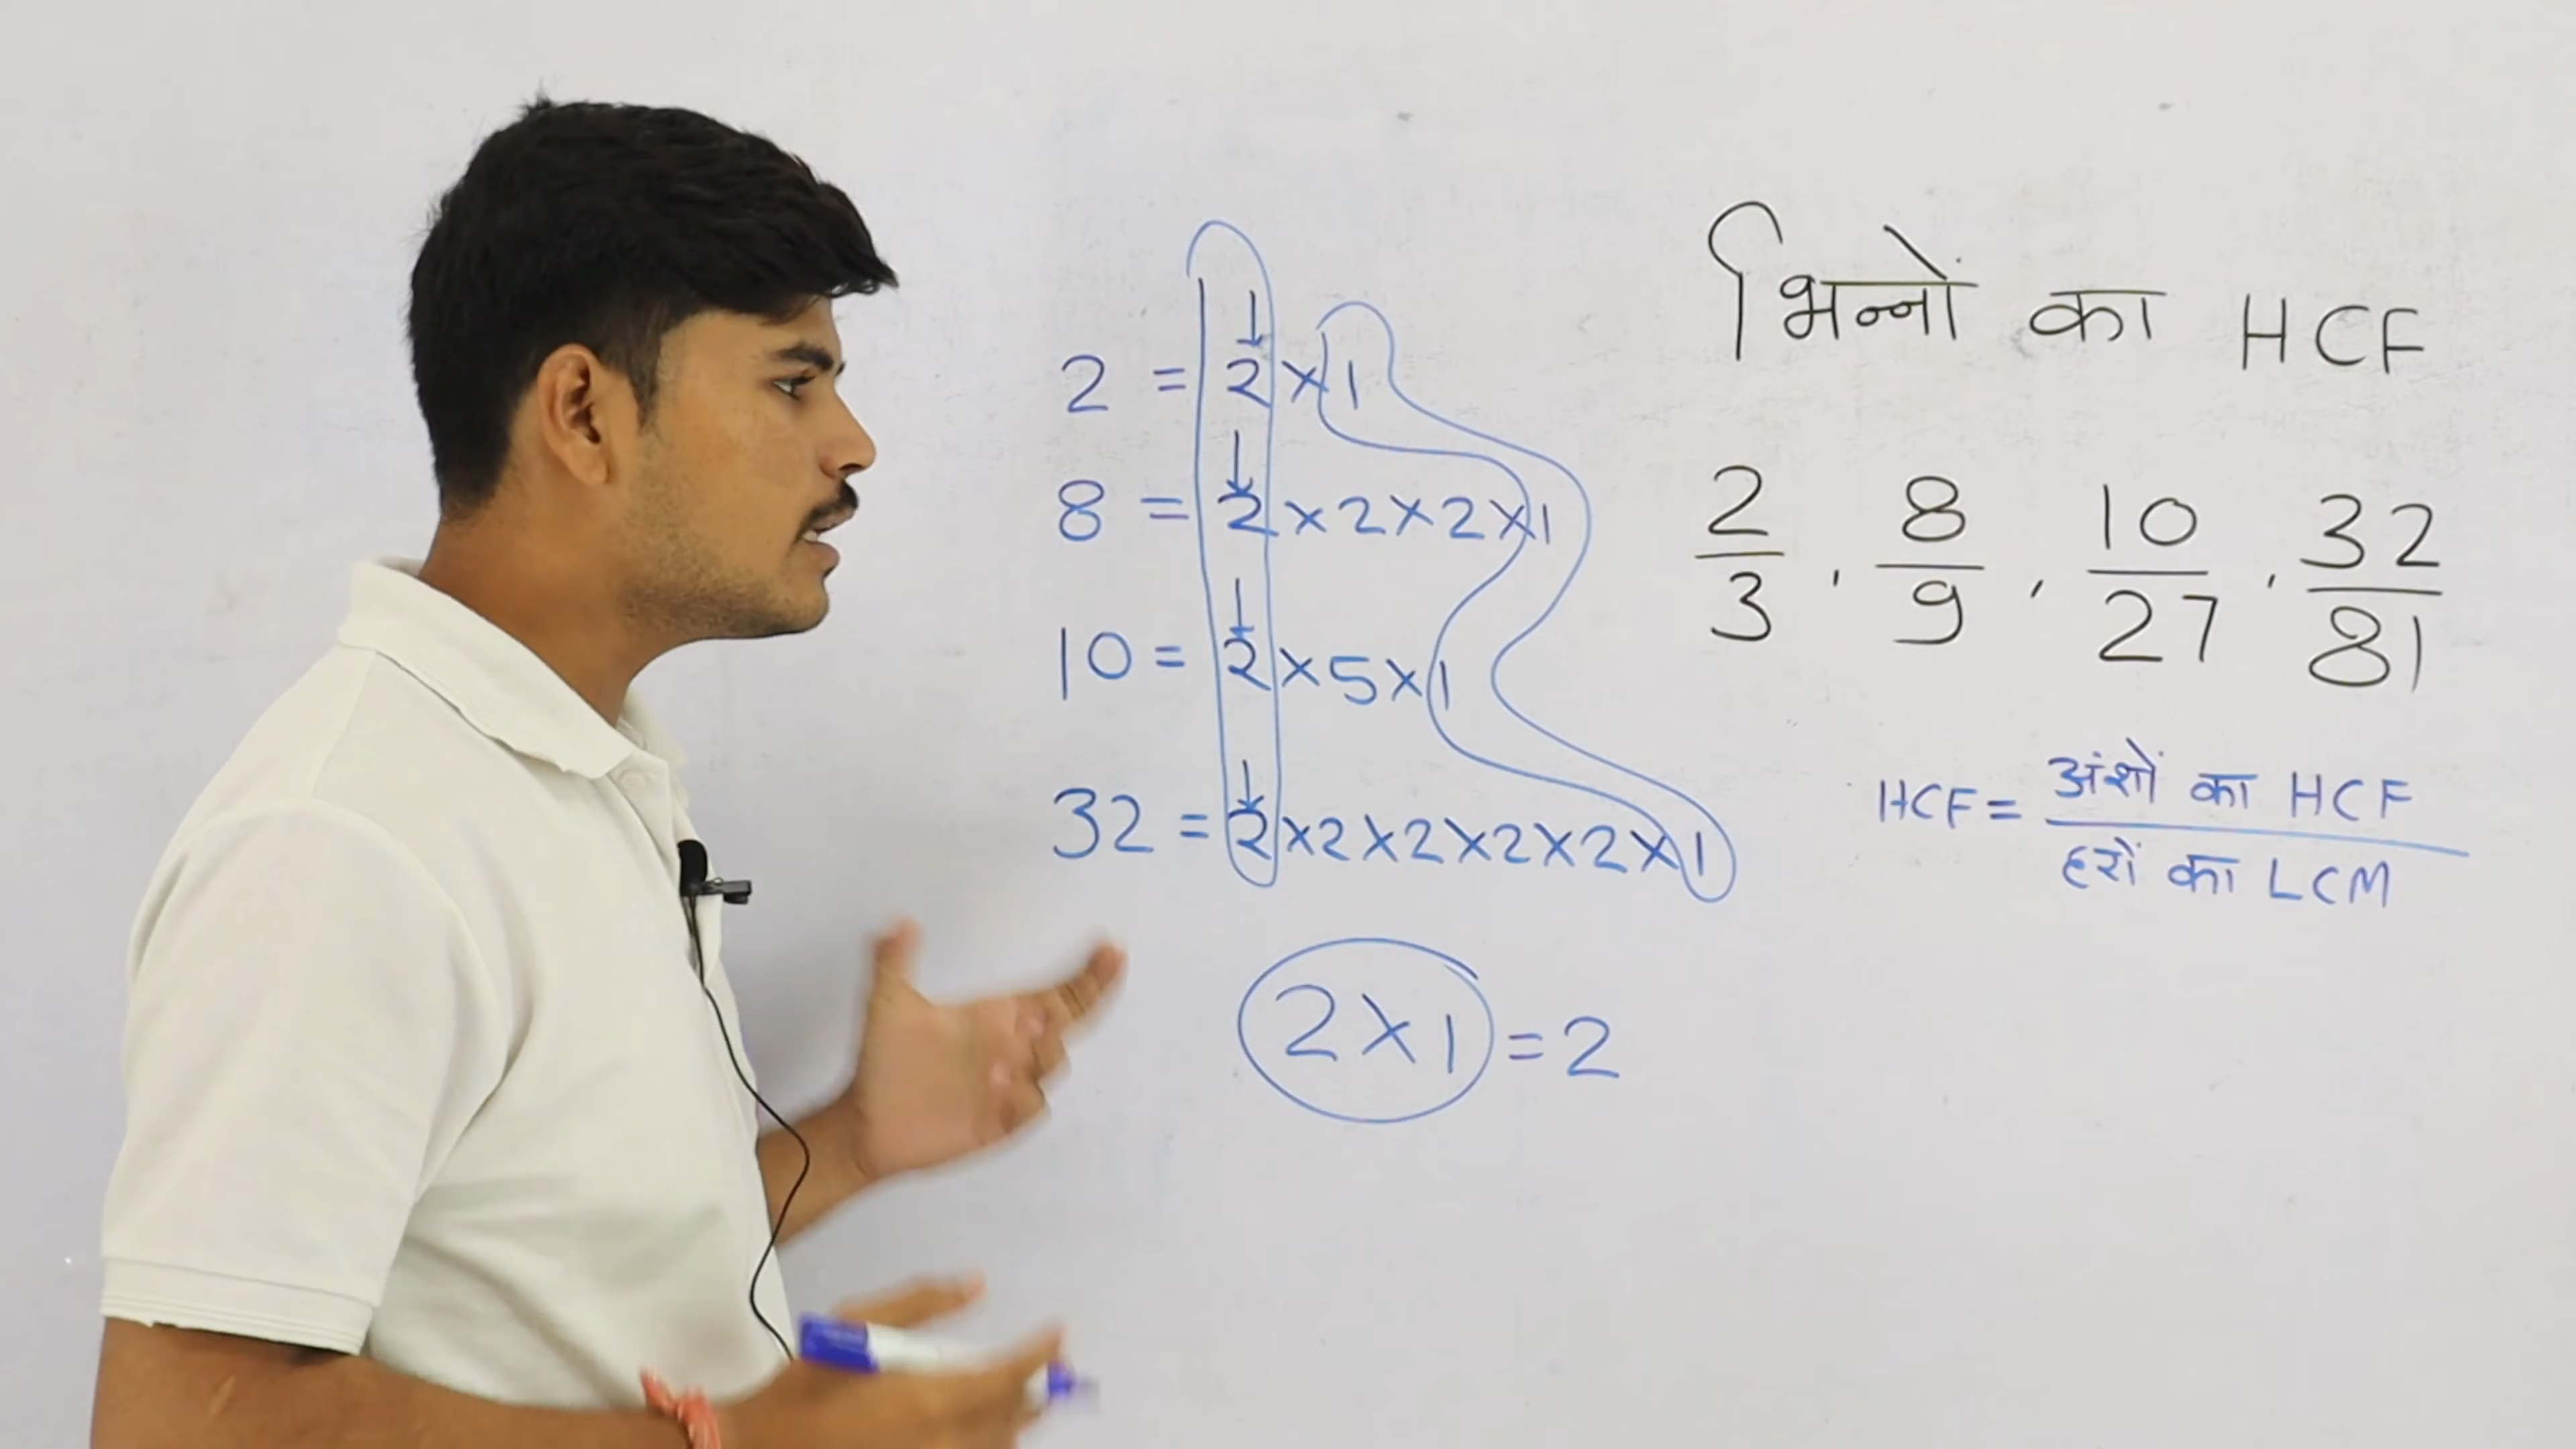 भिन्नों का HCF
2/3 , 8/9 , 10/27 , 32/81
HCF = अंशों का HCF / हरों का LCM
2 = 2×1
8 = 2×2×2×1
10 = 2×5×1
32 = 2×2×2×2×2×1
2×1 = 2